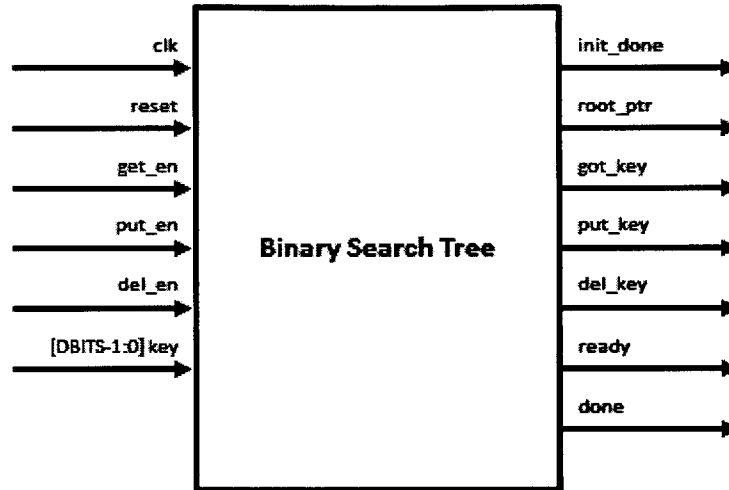 clk
reset
get_en
put_en
del_en
[DBITS-1:0] key
Binary Search Tree
init_done
root_ptr
got_key
put_key
del_key
ready
done